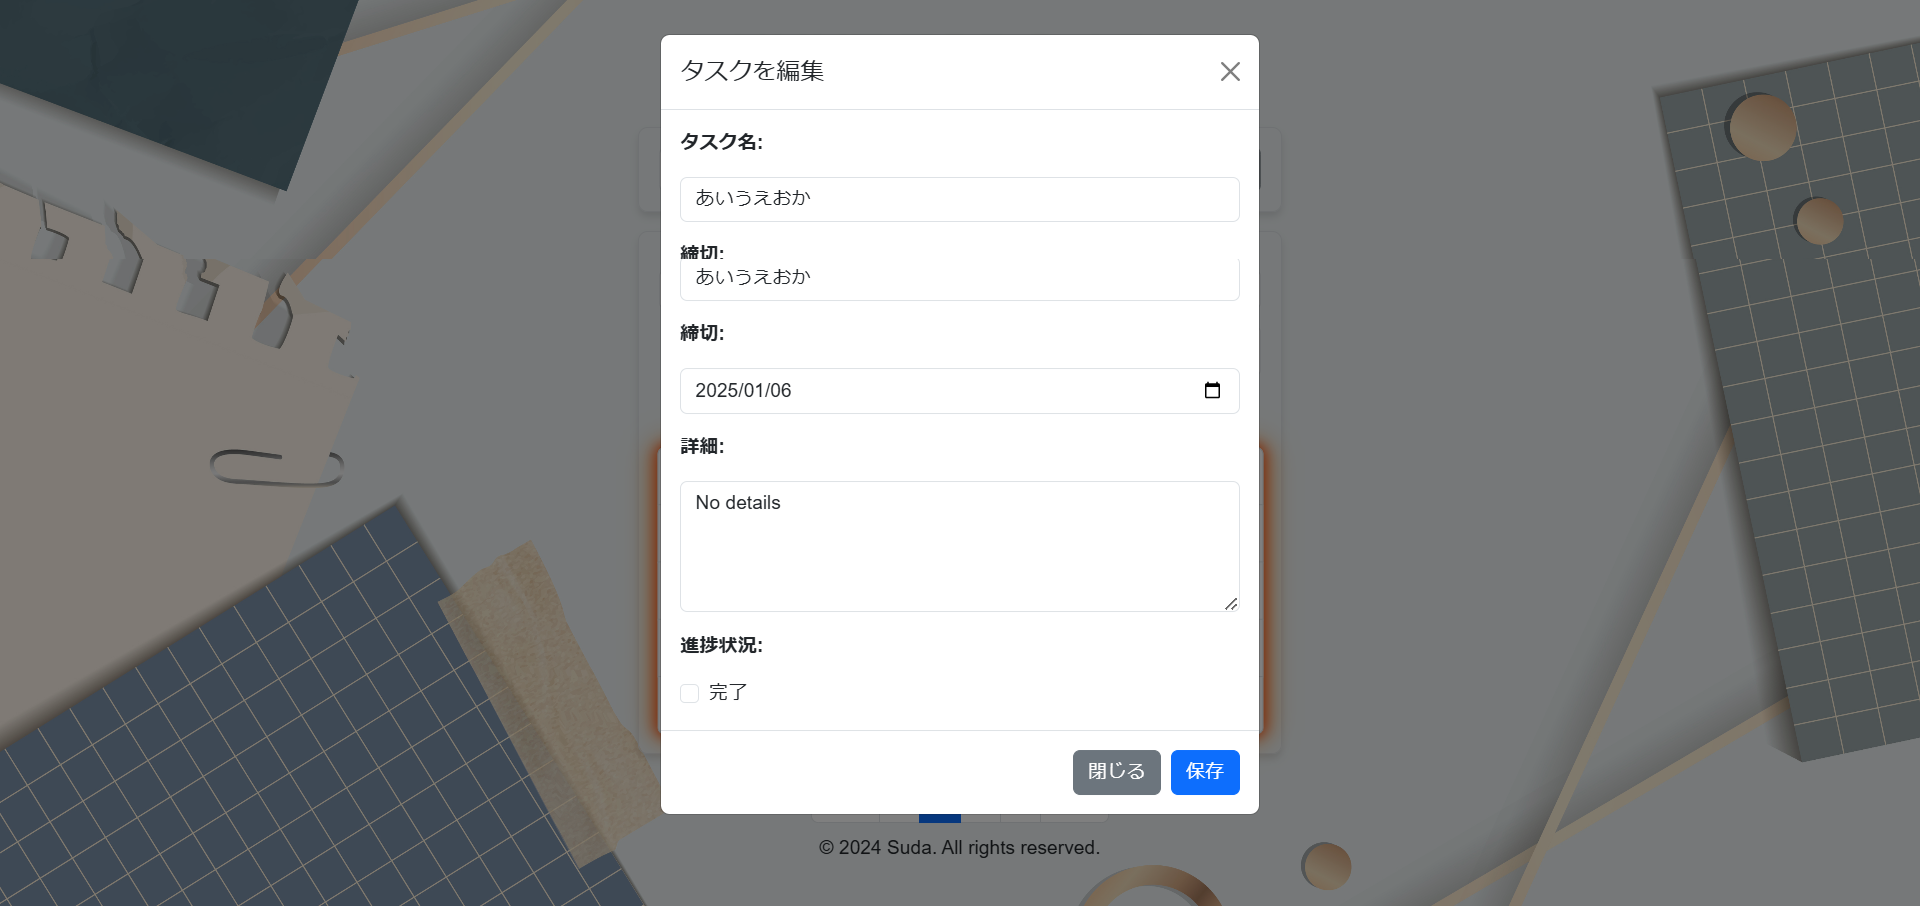 タスクを編集
タスク名:
あいうえおか
締切:
あいうえおか
締切:
2025/01/06
詳細:
No details
進捗状況:
完了
閉じる
保存
© 2024 Suda. All rights reserved.